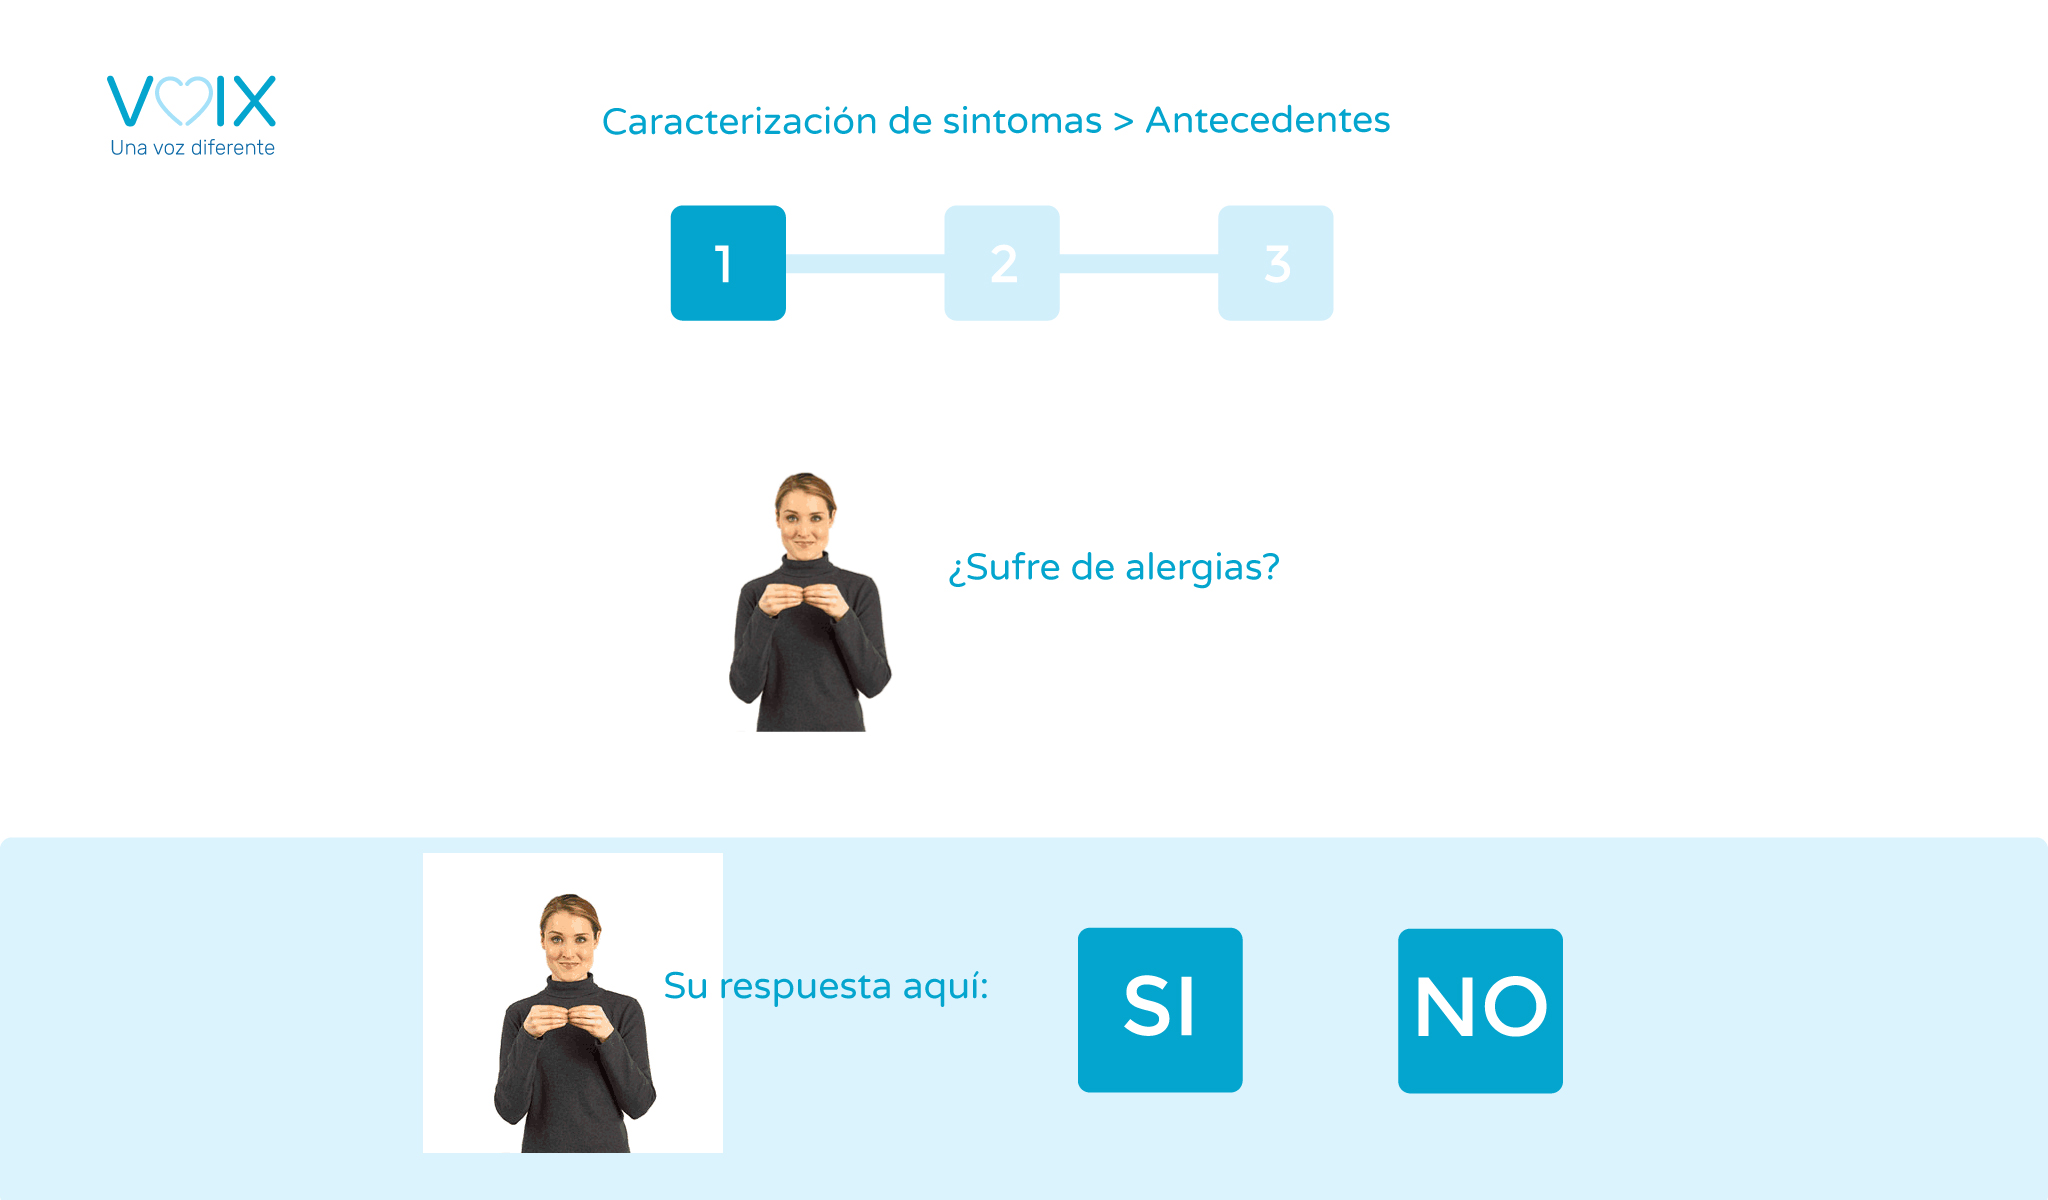 VOIX
Una voz diferente
Caracterización de sintomas > Antecedentes
1
2
3
¿Sufre de alergias?
Su respuesta aquí:
SI
NO